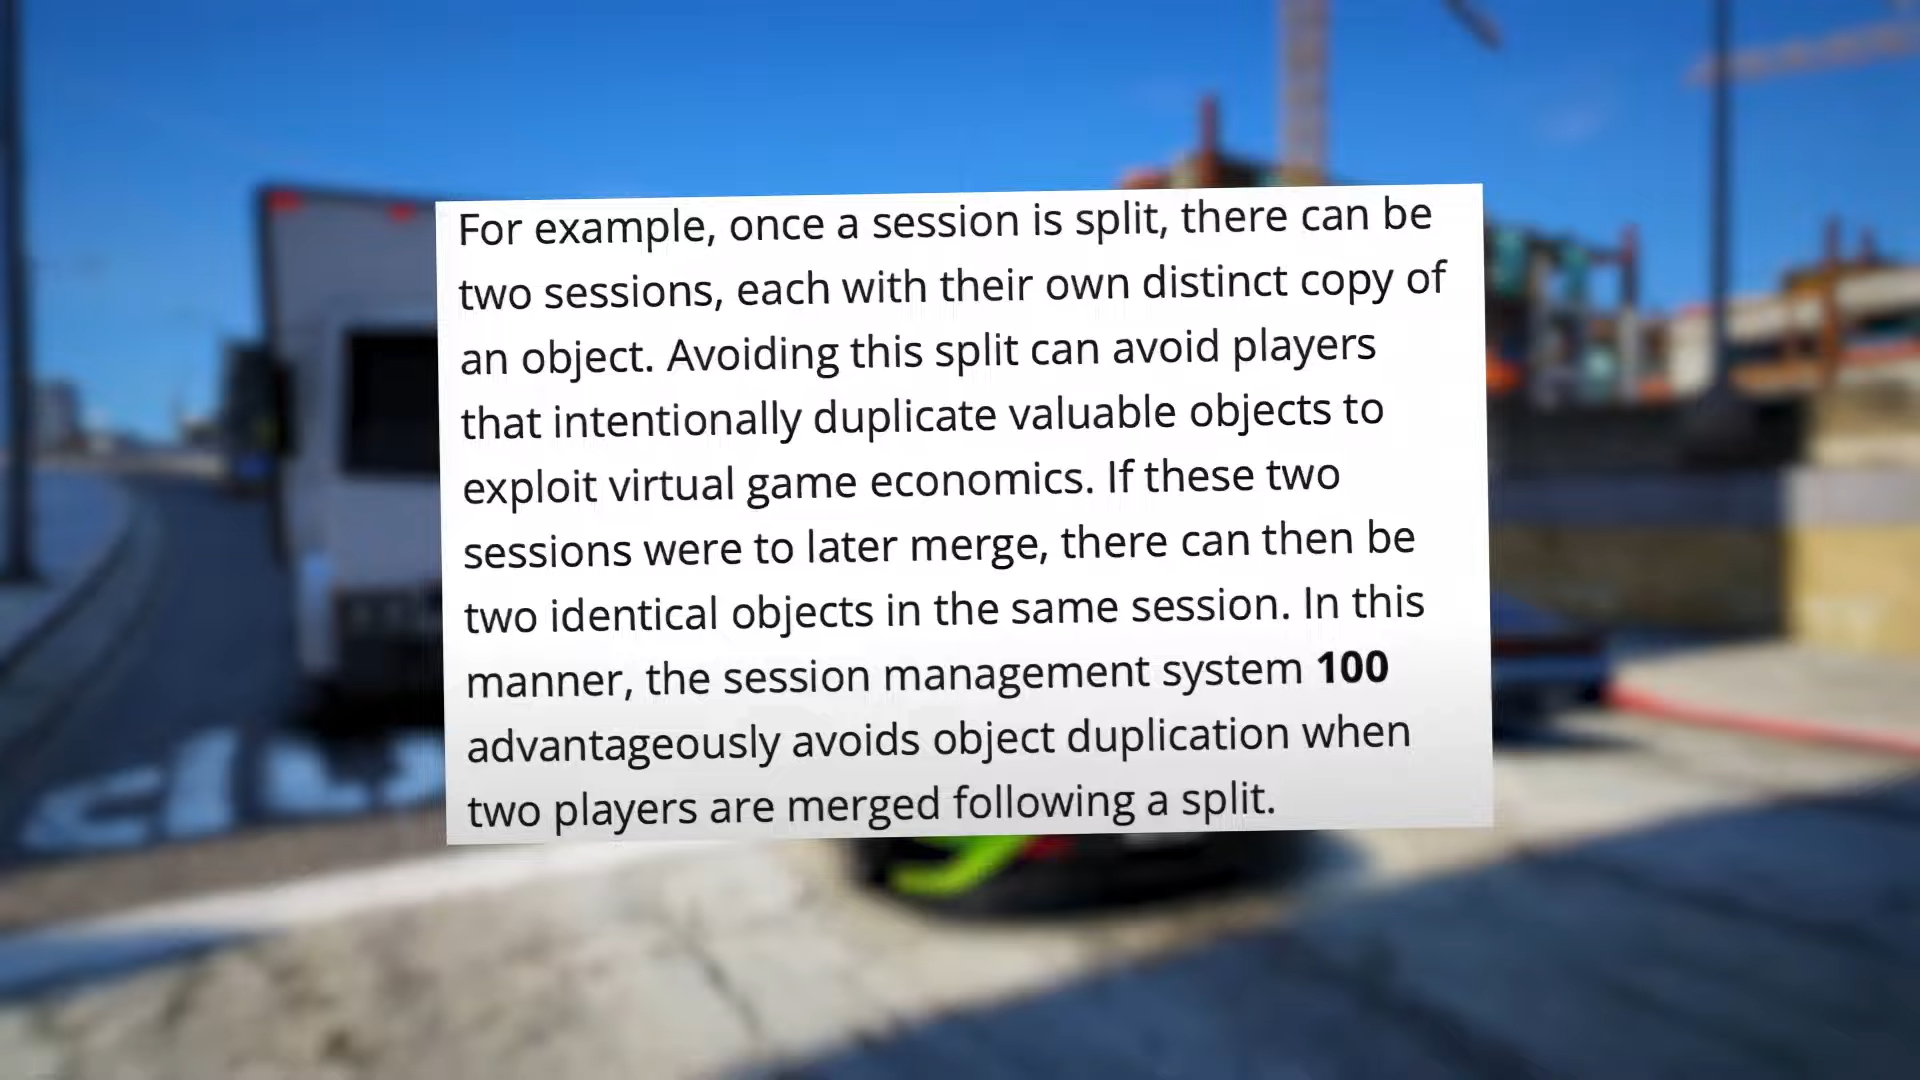 For example, once a session is split, there can be
two sessions, each with their own distinct copy of
an object. Avoiding this split can avoid players
that intentionally duplicate valuable objects to
exploit virtual game economics. If these two
sessions were to later merge, there can then be
two identical objects in the same session. In this
manner, the session management system 100
advantageously avoids object duplication when
two players are merged following a split.